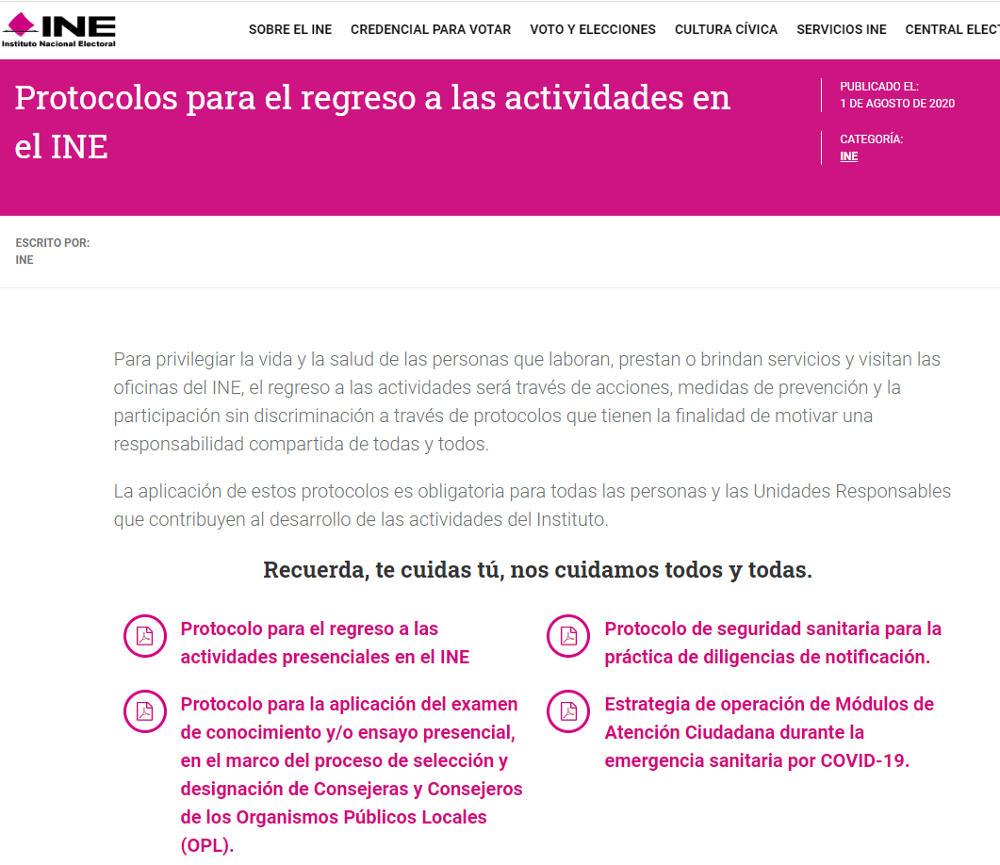 INE
Instituto Nacional Electoral
SOBRE EL INE CREDENCIAL PARA VOTAR VOTO Y ELECCIONES CULTURA CÍVICA SERVICIOS INE CENTRAL ELECT
Protocolos para el regreso a las actividades en
el INE
PUBLICADO EL:
1 DE AGOSTO DE 2020
CATEGORÍA:
INE
ESCRITO POR:
INE
Para privilegiar la vida y la salud de las personas que laboran, prestan o brindan servicios y visitan las
oficinas del INE, el regreso a las actividades será través de acciones, medidas de prevención y la
participación sin discriminación a través de protocolos que tienen la finalidad de motivar una
responsabilidad compartida de todas y todos.
La aplicación de estos protocolos es obligatoria para todas las personas y las Unidades Responsables
que contribuyen al desarrollo de las actividades del Instituto.
Recuerda, te cuidas tú, nos cuidamos todos y todas.
Protocolo para el regreso a las
actividades presenciales en el INE
Protocolo de seguridad sanitaria para la
práctica de diligencias de notificación.
Protocolo para la aplicación del examen
de conocimiento y/o ensayo presencial,
en el marco del proceso de selección y
designación de Consejeras y Consejeros
de los Organismos Públicos Locales
(OPL).
Estrategia de operación de Módulos de
Atención Ciudadana durante la
emergencia sanitaria por COVID-19.